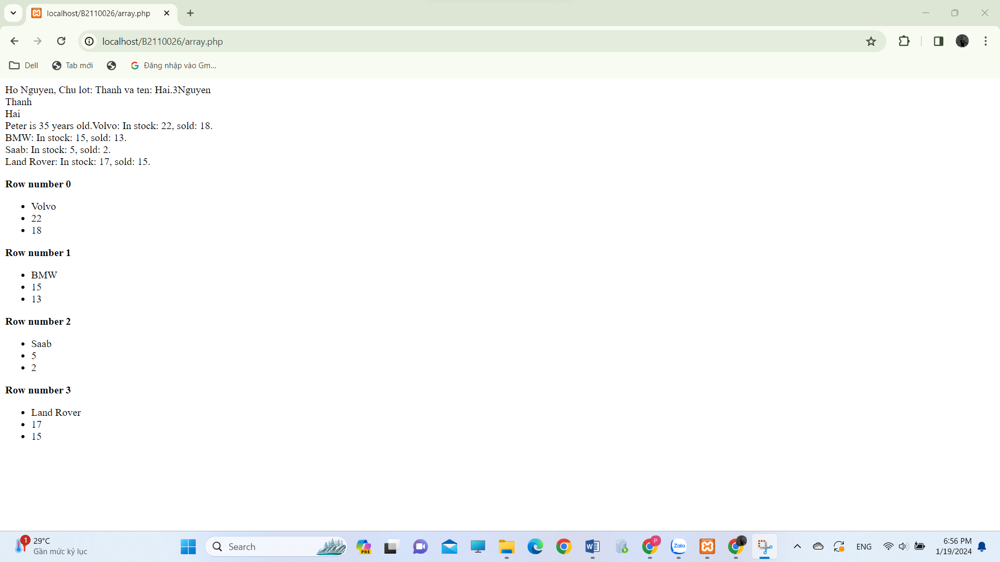 localhost/B2110026/array.php
localhost/B2110026/array.php
Dell
Tab mới
Đăng nhập vào Gm...
Ho Nguyen, Chu lot: Thanh va ten: Hai.3Nguyen
Thanh
Hai
Peter is 35 years old.Volvo: In stock: 22, sold: 18.
BMW: In stock: 15, sold: 13.
Saab: In stock: 5, sold: 2.
Land Rover: In stock: 17, sold: 15.
Row number 0
Volvo
22
18
Row number 1
BMW
15
13
Row number 2
Saab
5
2
Row number 3
Land Rover
17
15
1
29°C
Gần mức kỷ lục
Search
PRE
W
P
Zalo
ENG
6:56 PM
1/19/2024